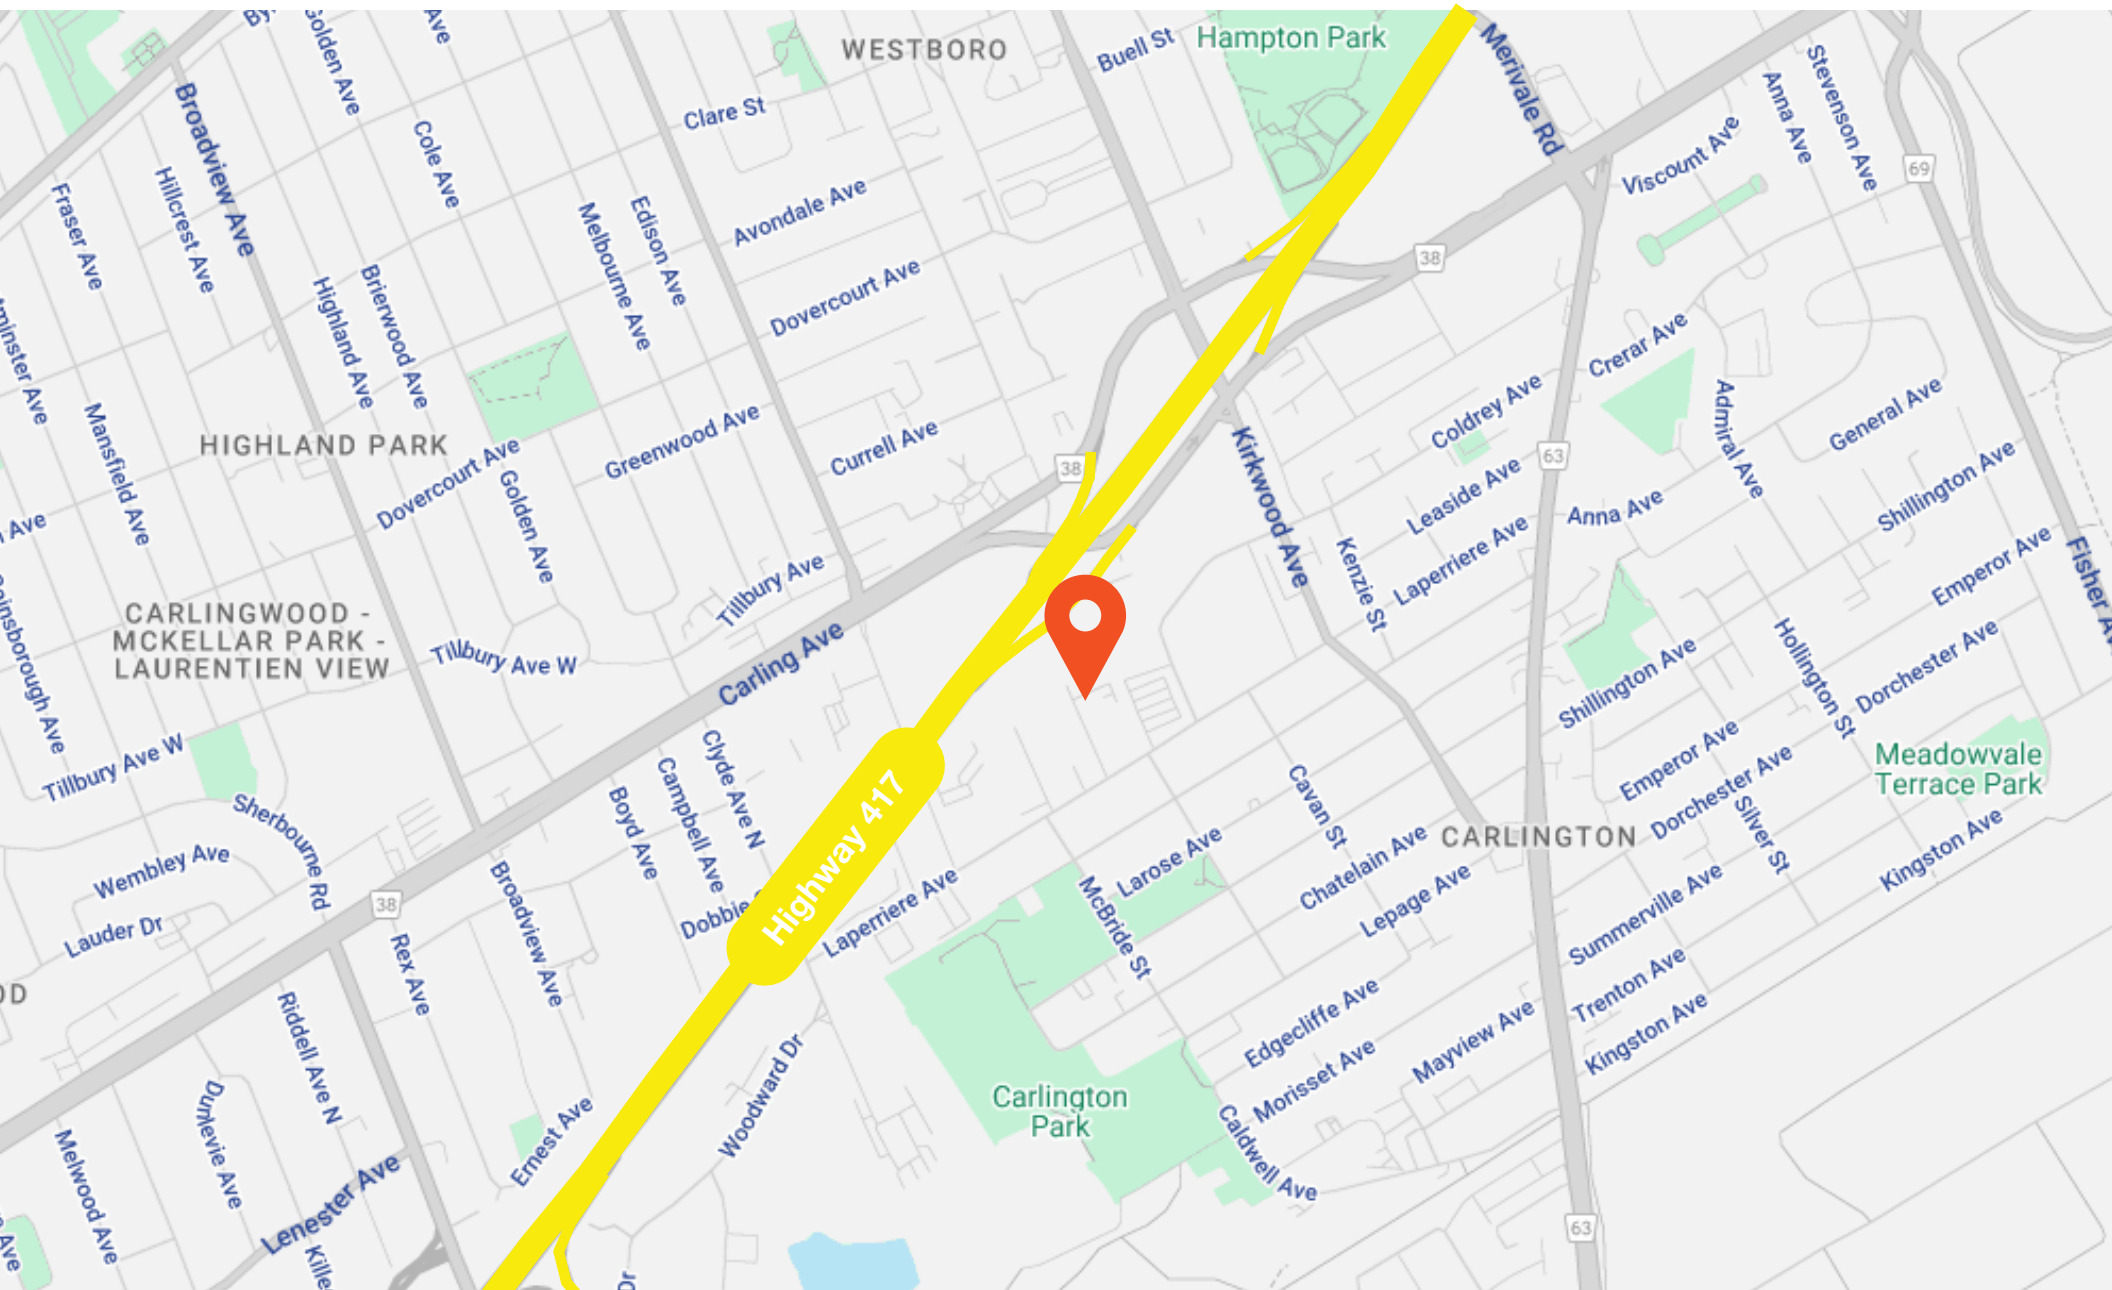 Golden Ave
Ave
WESTBORO
Buell St
Hampton Park
Merivale Rd
Stevenson Ave
Anna Ave
Broadview Ave
Clare St
Cole Ave
Viscount Ave
69
Hillcrest Ave
Fraser Ave
Edison Ave
Avondale Ave
Melbourne Ave
38
Brierwood Ave
Highland Ave
Dovercourt Ave
Crerar Ave
Mansfield Ave
Coldrey Ave
Admiral Ave
General Ave
HIGHLAND PARK
Greenwood Ave
Currell Ave
Kirkwood Ave
63
38
Dovercourt Ave
Golden Ave
Leaside Ave
Anna Ave
Shillington Ave
Ave
Laperriere Ave
Kenzie St
Emperor Ave
Fisher
Tillbury Ave
CARLINGWOOD -
MCKELLAR PARK -
LAURENTIEN VIEW
Tillbury Ave W
Carling Ave
Shillington Ave
Hollington St
Dorchester Ave
Tillbury Ave W
Clyde Ave N
Campbell Ave
Boyd Ave
Highway 417
Cavan St
Emperor Ave
Dorchester Ave
Silver St
Meadowvale
Terrace Park
Sherbourne Rd
Wembley Ave
CARLINGTON
Kingston Ave
Larose Ave
Chatelain Ave
Lepage Ave
Summerville Ave
38
Lauder Dr
Broadview Ave
Dobbie
Laperriere Ave
McBride St
Rex Ave
Trenton Ave
Riddell Ave N
Edgecliffe Ave
Mayview Ave
Kingston Ave
Woodward Dr
Morisset Ave
Carlington
Park
Ernest Ave
Dunlevie Ave
Caldwell Ave
Melwood Ave
Lenester Ave
63
Ave
Dr